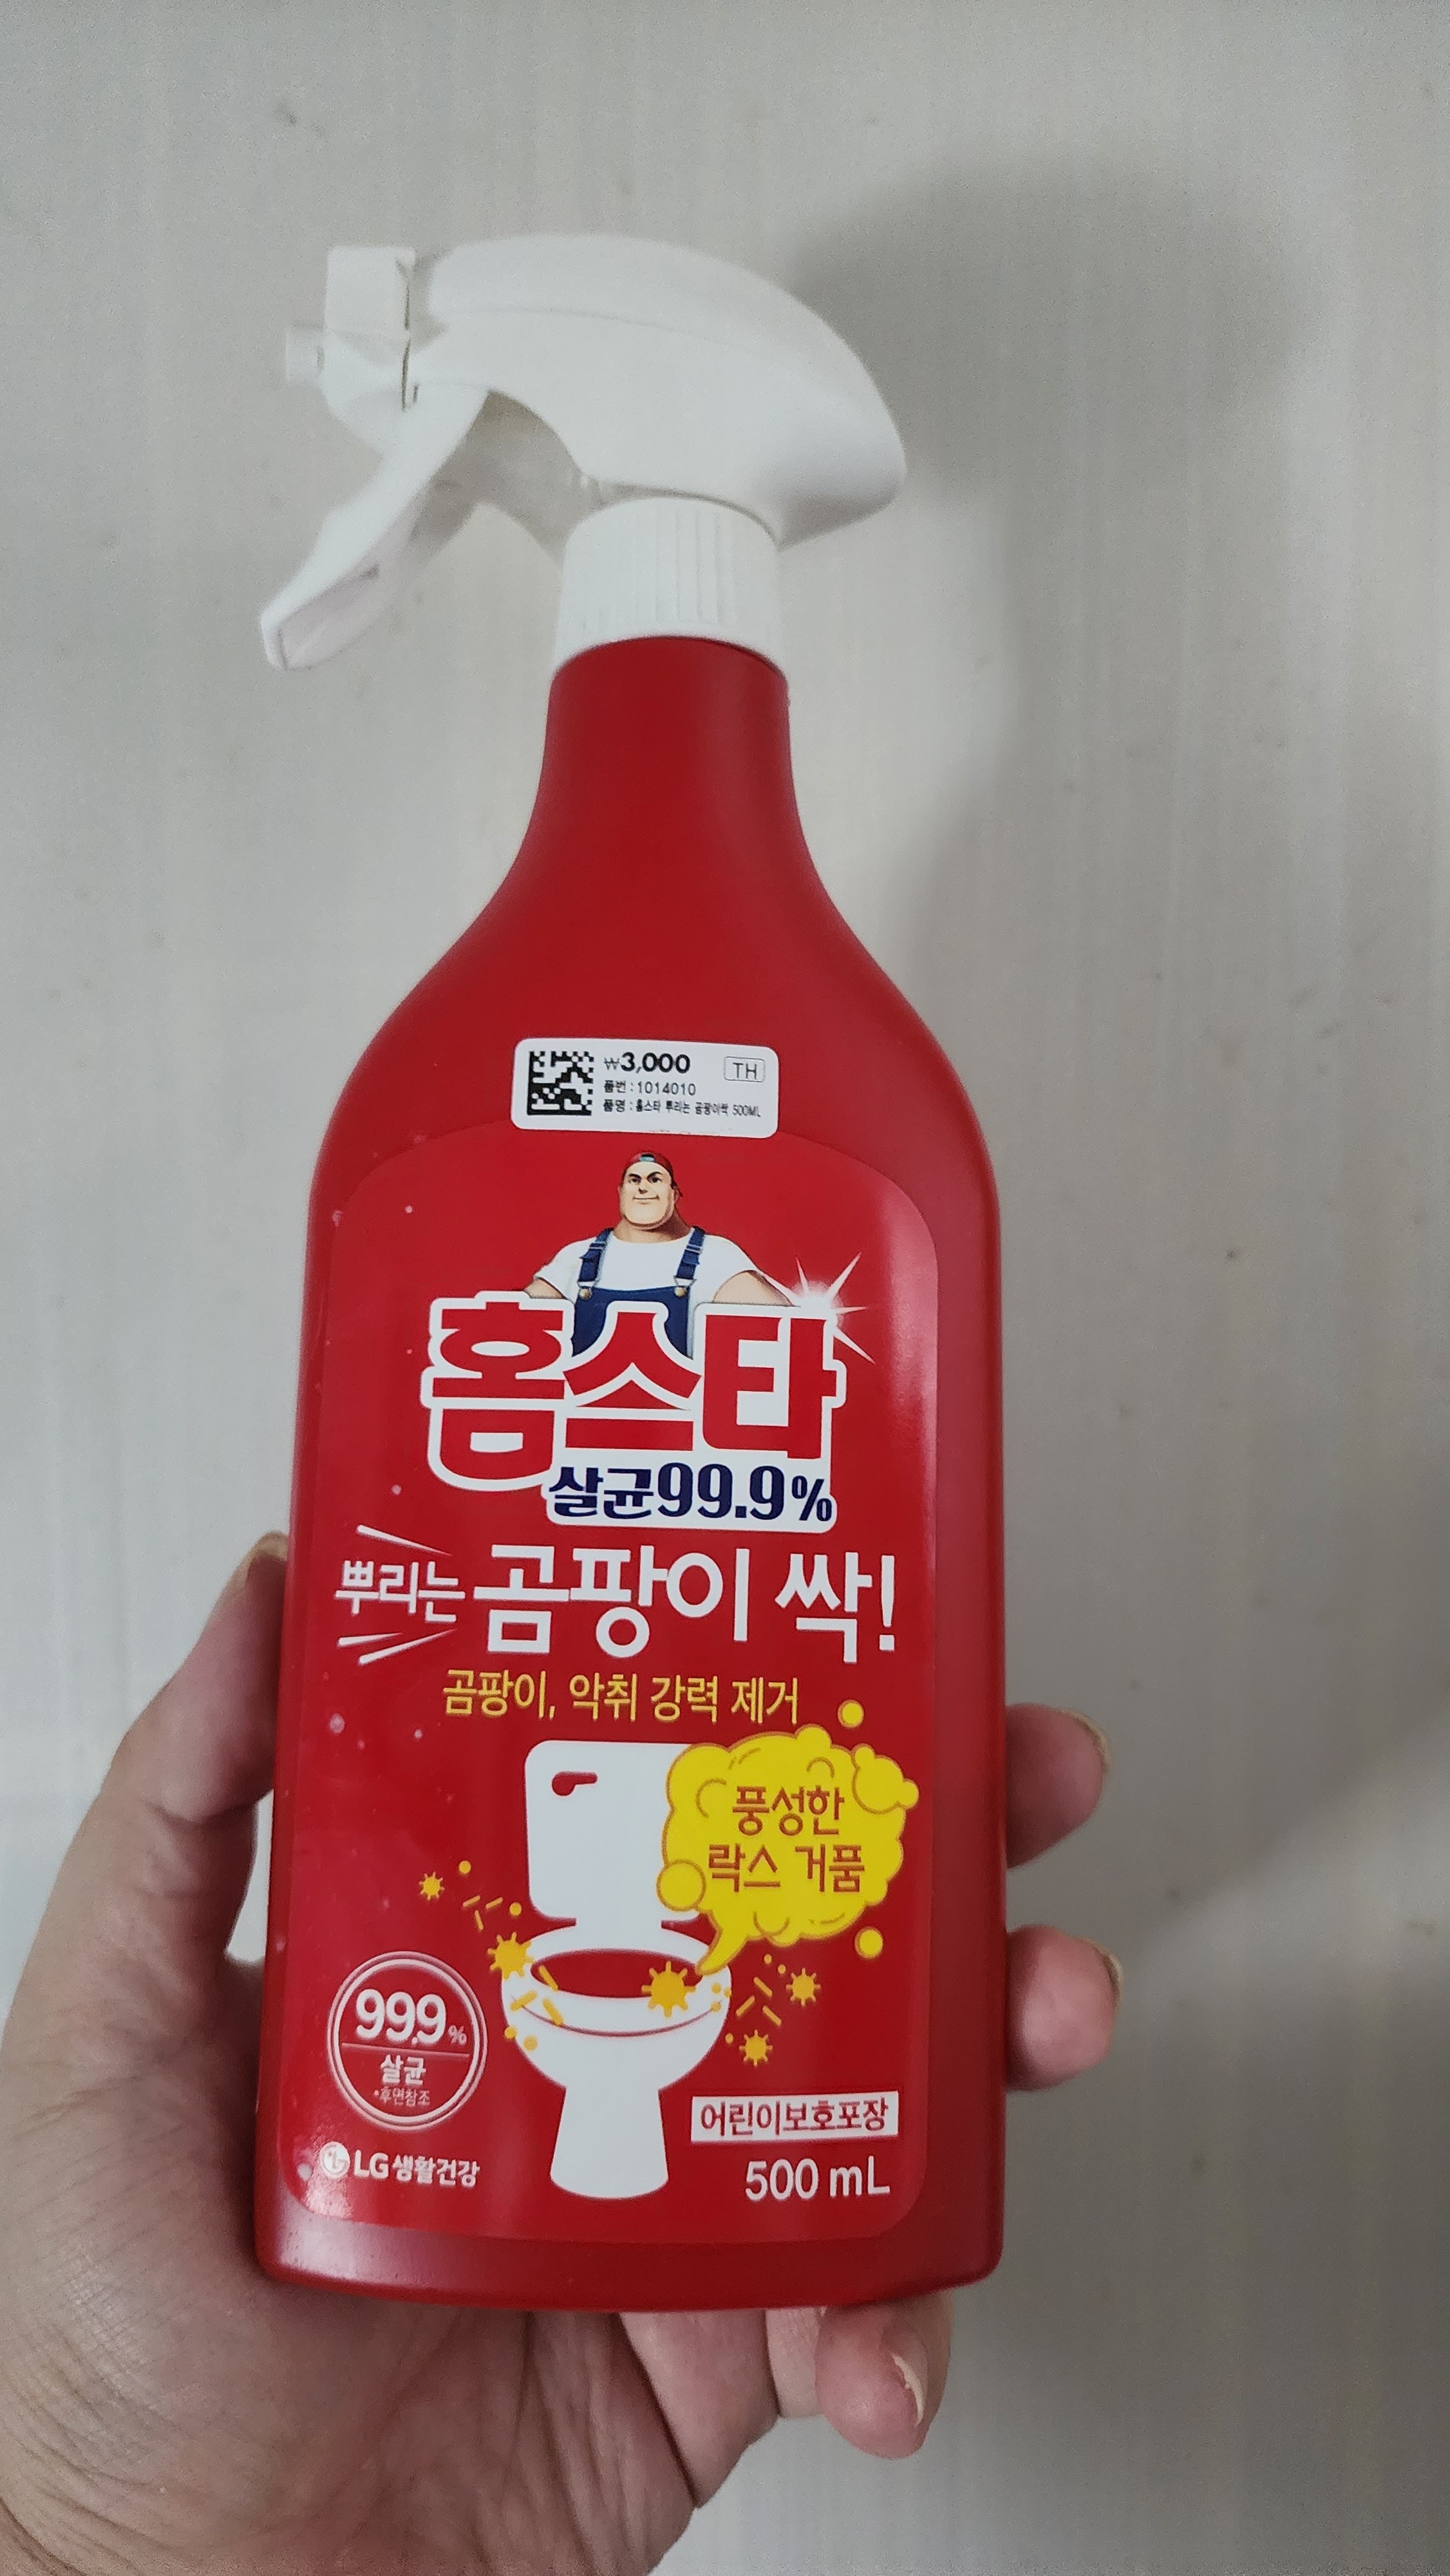 ₩3,000
TH
품번 : 1014010
품명 : 홈스타 뿌리는 곰팡이싹 500ML
홈스타
살균99.9%
뿌리는 곰팡이 싹!
곰팡이, 악취 강력 제거
풍성한
락스 거품
99.9%
살균
*후면참조
어린이보호포장
LG생활건강
500 mL